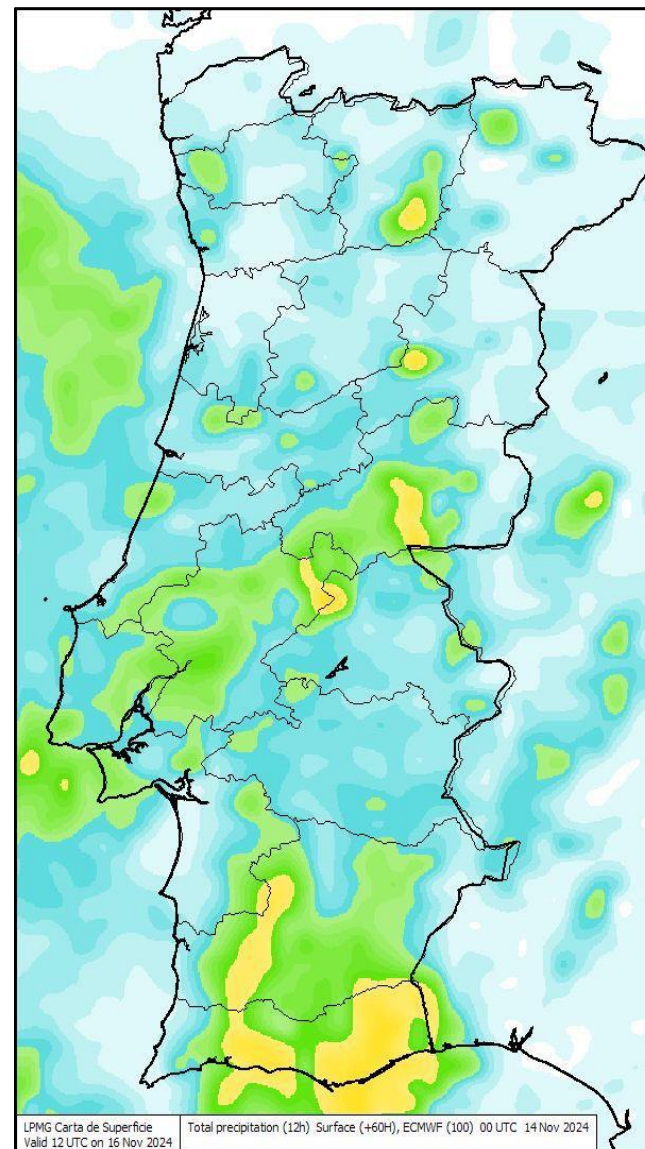 LPMG Carta de Superfície
Valid 12 UTC on 16 Nov 2024
Total precipitation (12h) Surface (+60H), ECMWF (100) 00 UTC 14 Nov 2024